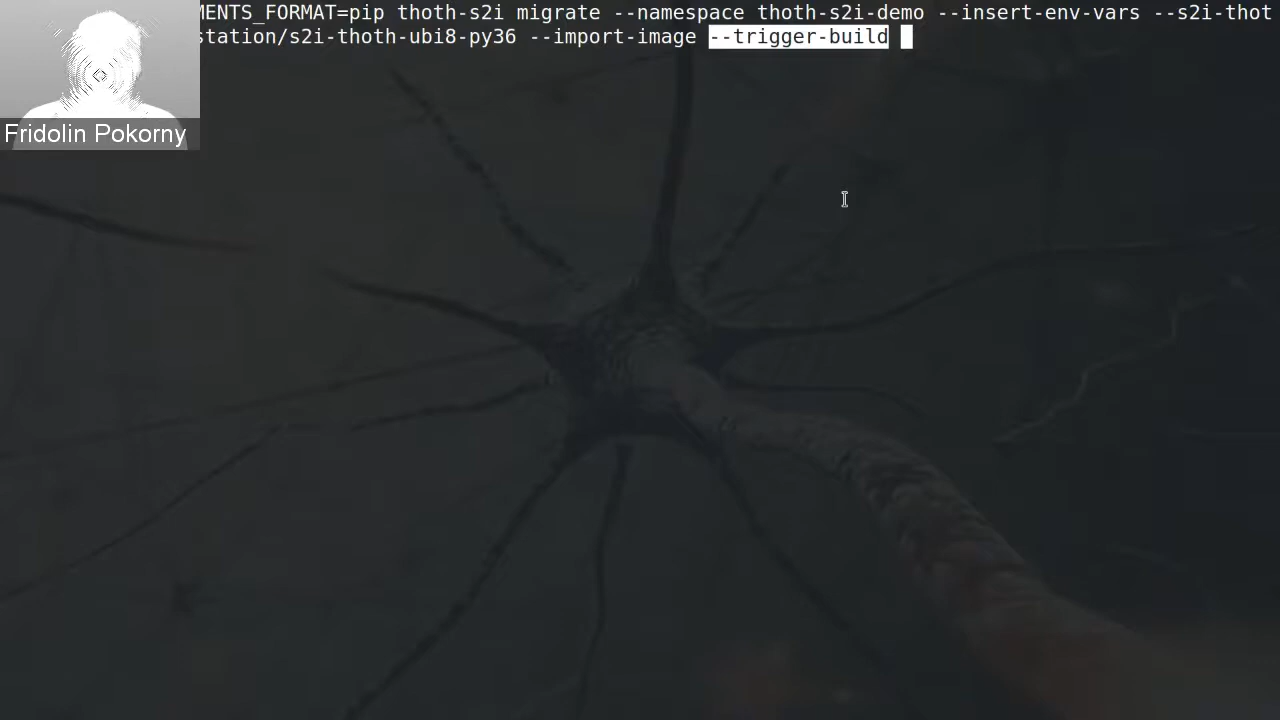 MENTS_FORMAT=pip thoth-s2i migrate --namespace thoth-s2i-demo --insert-env-vars --s2i-thot
station/s2i-thoth-ubi8-py36 --import-image --trigger-build
Fridolin Pokorny